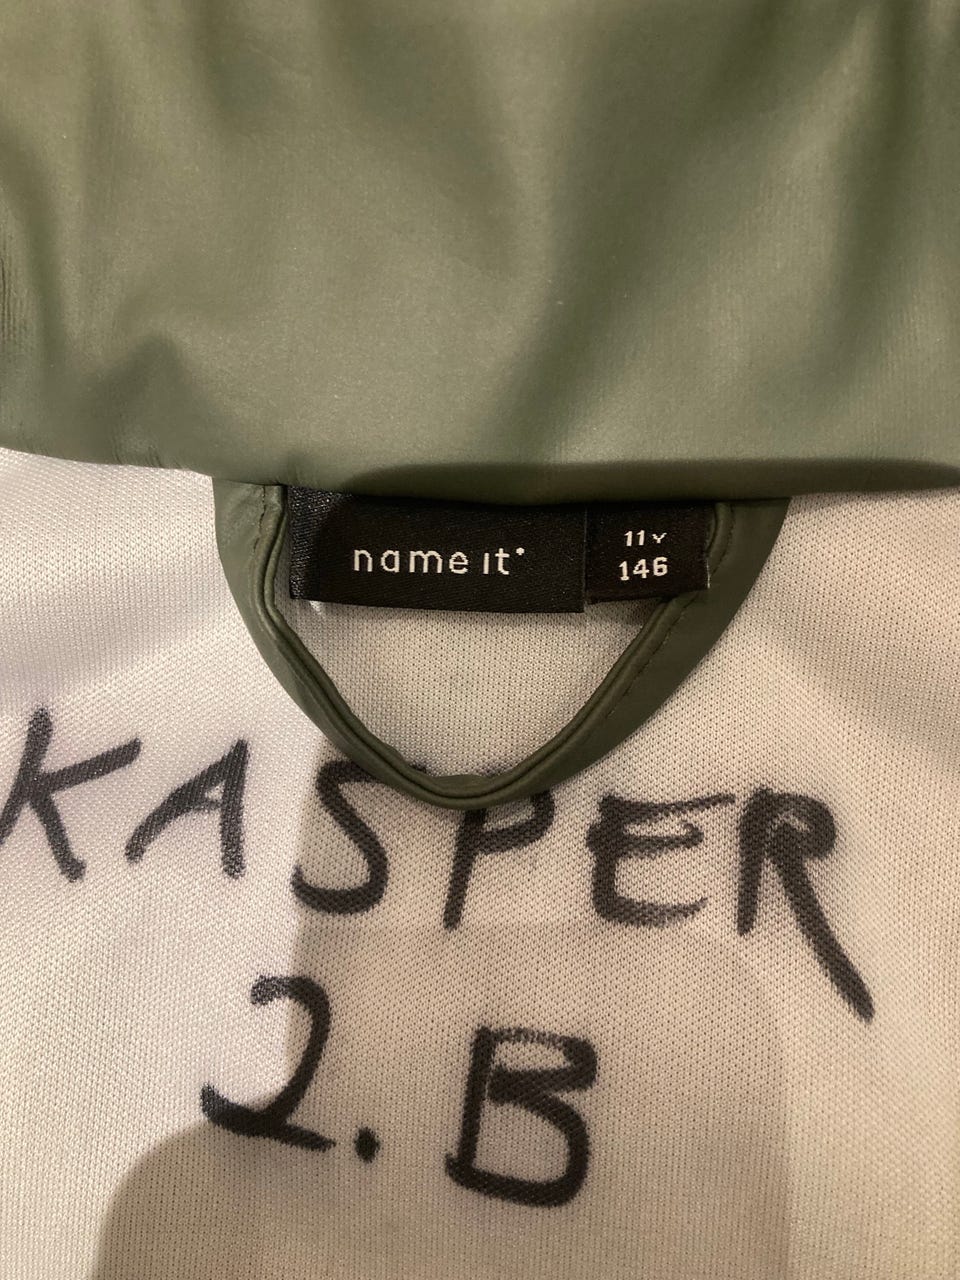 name it
11Y
146
KASPER
2.B